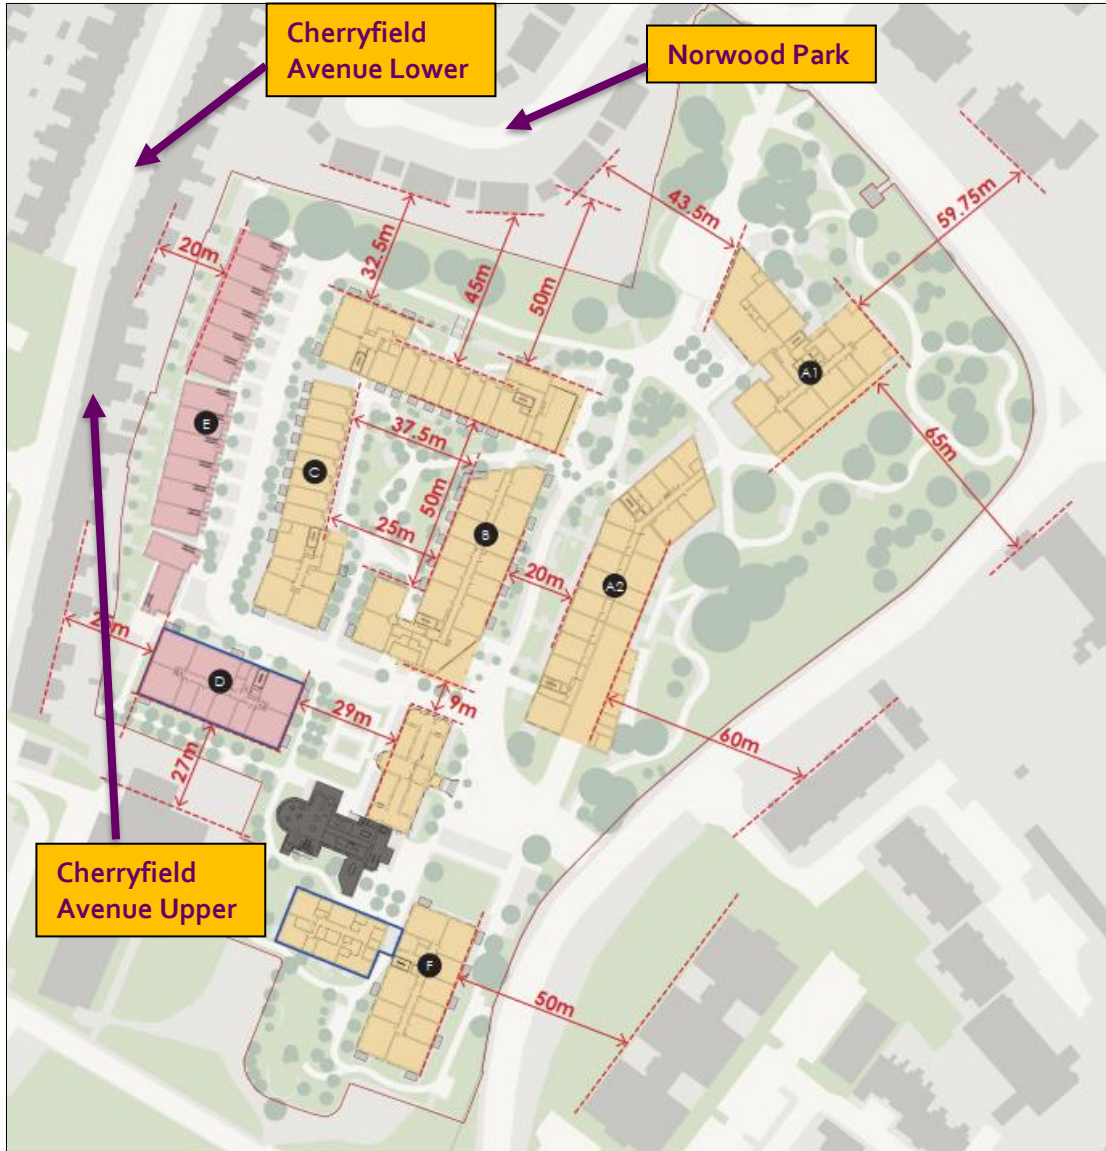 Cherryfield
Avenue Lower
Norwood Park
43.5m
59.75m
20m
32.5m
45m
50m
A1
65m
E
37.5m
C
50m
B
25m
20m
A2
D
29m
9m
27m
60m
Cherryfield
Avenue Upper
F
50m